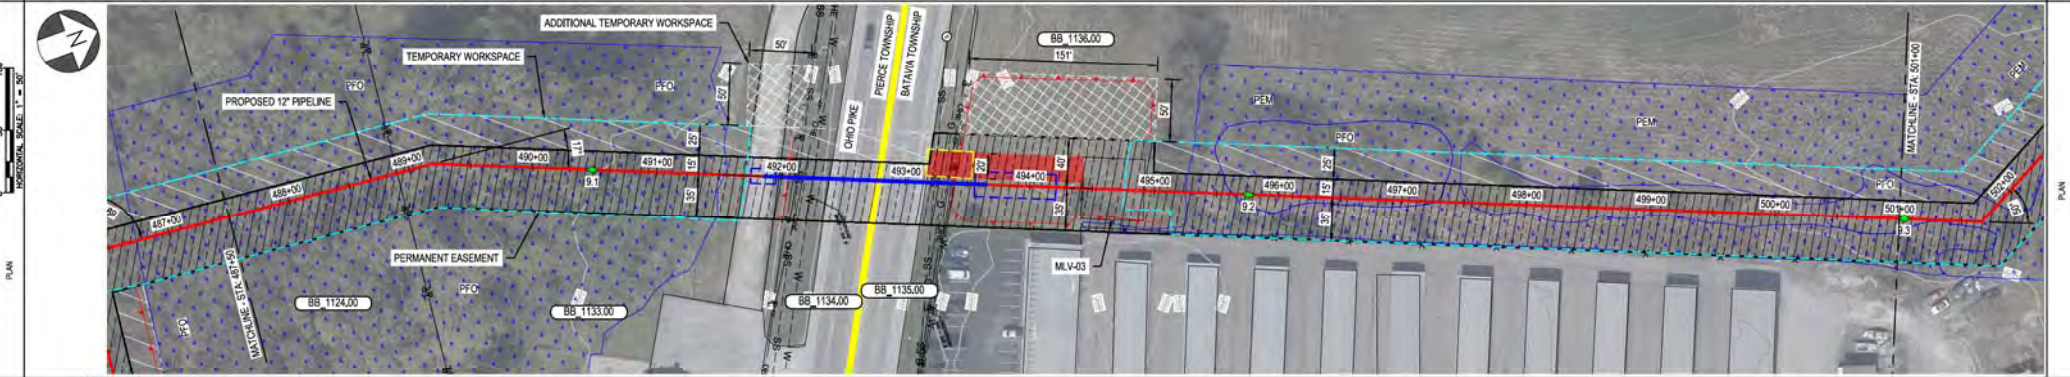 HORIZONTAL SCALE: 1" = 50'
PLAN
N
ADDITIONAL TEMPORARY WORKSPACE
TEMPORARY WORKSPACE
PROPOSED 12" PIPELINE
PERMANENT EASEMENT
PFO
PFO
PFO
PFO
50'
50'
OHIO PIKE
PIERCE TOWNSHIP
BATAVIA TOWNSHIP
BB_1136.00
151'
50'
PEM
PFO
PEM
PEM
PFO
MATCHLINE - STA: 501+00
MATCHLINE - STA: 487+50
487+00
488+00
489+00
490+00
491+00
492+00
493+00
494+00
495+00
496+00
497+00
498+00
499+00
500+00
501+00
502+00
17'
25'
15'
35'
20'
40'
35'
25'
15'
35'
50'
9.1
9.2
9.3
MLV-03
BB_1124.00
BB_1133.00
BB_1134.00
BB_1135.00
PLAN